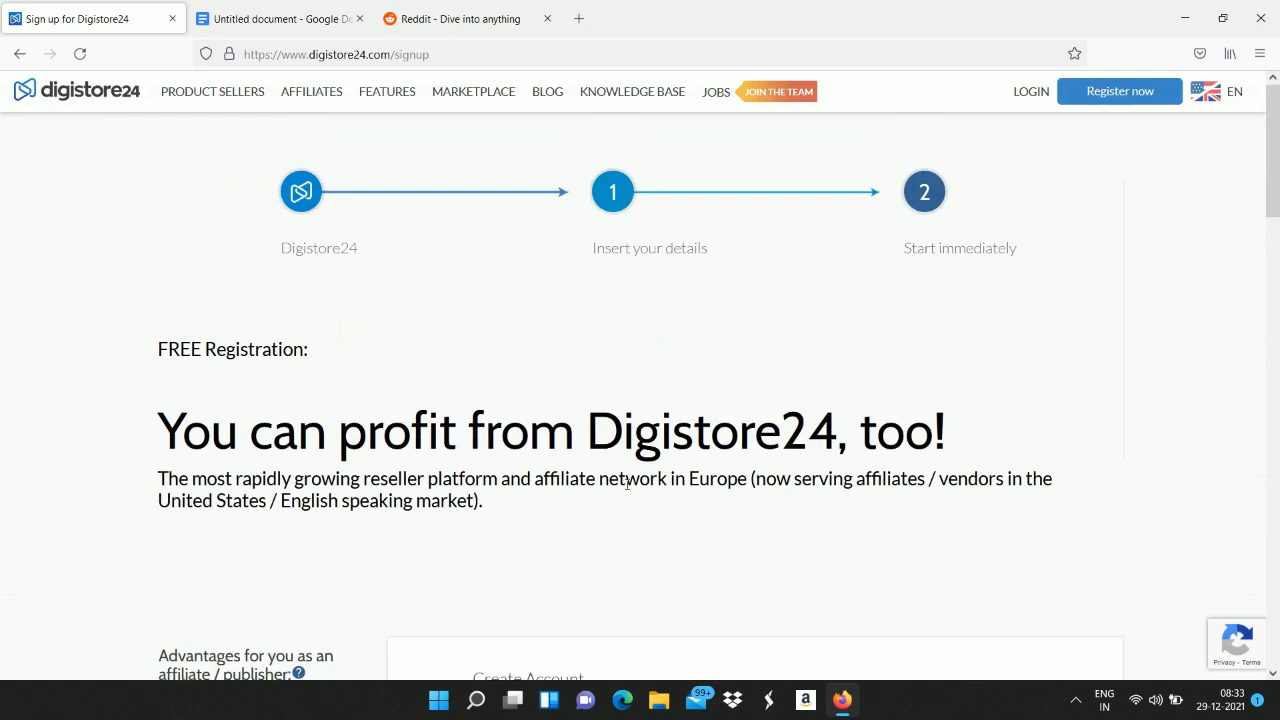 Sign up for Digistore24
Untitled document - Google Do
Reddit - Dive into anything
https://www.digistore24.com/signup
digistore24
PRODUCT SELLERS
AFFILIATES
FEATURES
MARKETPLACE
BLOG
KNOWLEDGE BASE
JOBS
JOIN THE TEAM
LOGIN
Register now
EN
1
2
Digistore24
Insert your details
Start immediately
FREE Registration:
You can profit from Digistore24, too!
The most rapidly growing reseller platform and affiliate network in Europe (now serving affiliates / vendors in the
United States / English speaking market).
Advantages for you as an
affiliate / publisher:
Create Account
Privacy - Terms
99+
ENG
IN
08:33
29-12-2021
1